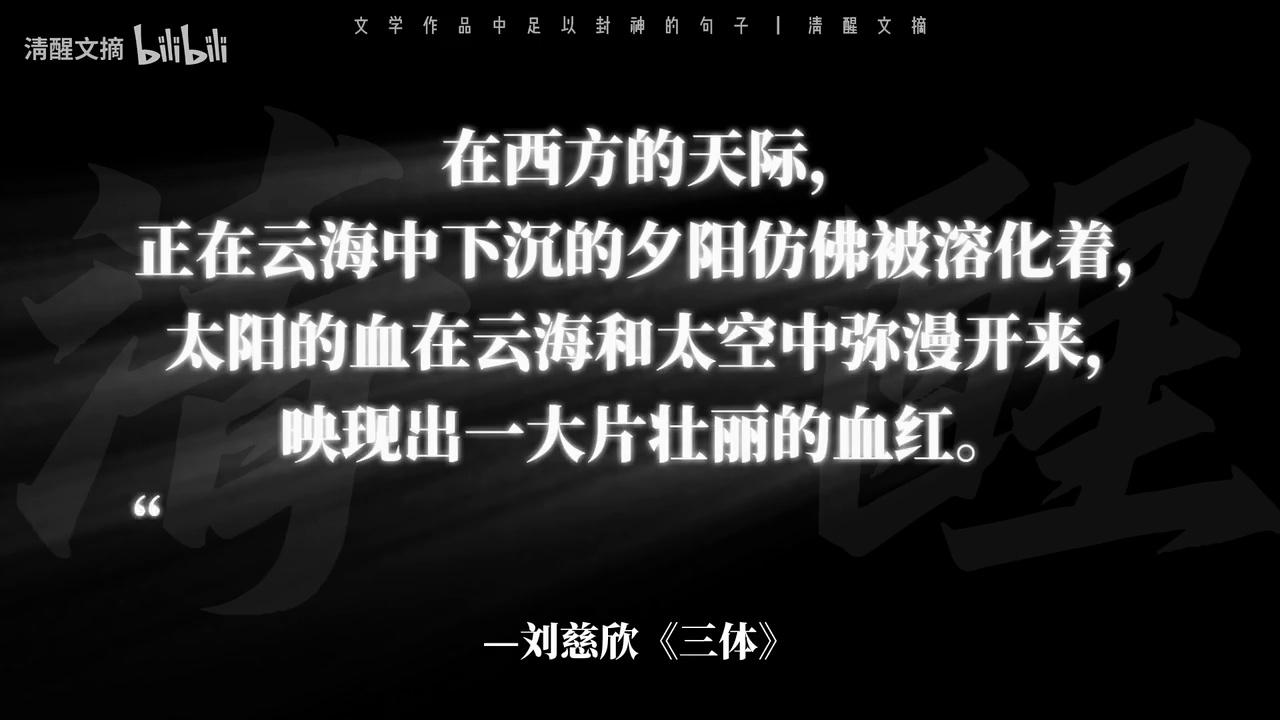 文学作品中足以封神的句子 | 清醒文摘
清醒文摘 bilibili
清醒
在西方的天际,
正在云海中下沉的夕阳仿佛被溶化着,
太阳的血在云海和太空中弥漫开来,
映现出一大片壮丽的血红。
“
—刘慈欣《三体》